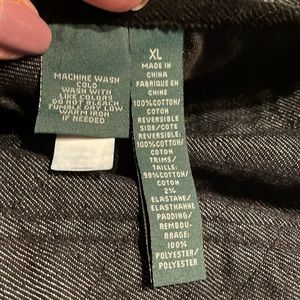 MACHINE WASH
COLD
WASH WITH
LIKE COLORS
DO NOT BLEACH
TUMBLE DRY LOW
WARM IRON
IF NEEDED
XL
MADE IN
CHINA
FABRIQUE EN
CHINE
100%COTTON/
COTON
REVERSIBLE
SIDE/COTE
REVERSIBLE:
100%COTTON/
COTON
TRIMS/
TAILLE:
98%COTTON/
COTON
2%
ELASTANE/
ELASTHANNE
PADDING/
REMBOU-
RRAGE:
100%
POLYESTER/
POLYESTER